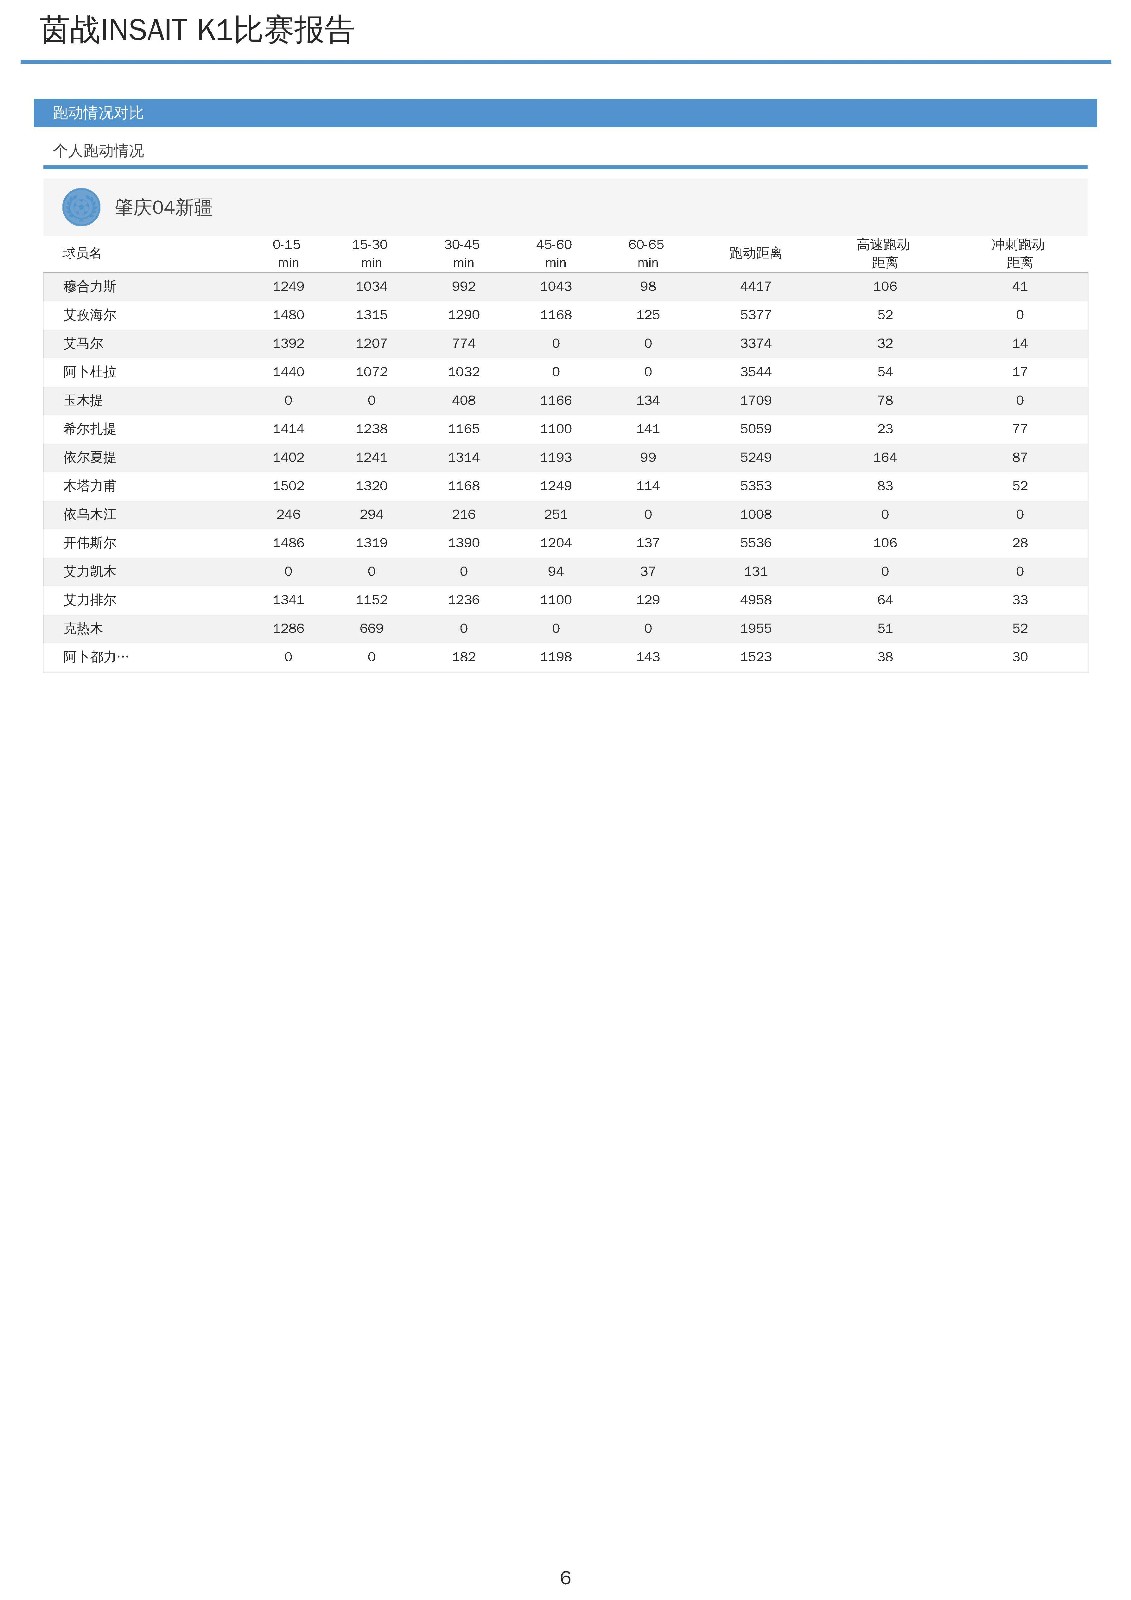 茵战INSAIT K1比赛报告
跑动情况对比
个人跑动情况
肇庆04新疆
球员名 0-15 min 15-30 min 30-45 min 45-60 min 60-65 min 跑动距离 高速跑动距离 冲刺跑动距离
穆合力斯 1249 1034 992 1043 98 4417 106 41
艾孜海尔 1480 1315 1290 1168 125 5377 52 0
艾马尔 1392 1207 774 0 0 3374 32 14
阿卜杜拉 1440 1072 1032 0 0 3544 54 17
玉木提 0 0 408 1166 134 1709 78 0
希尔扎提 1414 1238 1165 1100 141 5059 23 77
依尔夏提 1402 1241 1314 1193 99 5249 164 87
木塔力甫 1502 1320 1168 1249 114 5353 83 52
依乌木江 246 294 216 251 0 1008 0 0
开伟斯尔 1486 1319 1390 1204 137 5536 106 28
艾力凯木 0 0 0 94 37 131 0 0
艾力排尔 1341 1152 1236 1100 129 4958 64 33
克热木 1286 669 0 0 0 1955 51 52
阿卜都力… 0 0 182 1198 143 1523 38 30
6